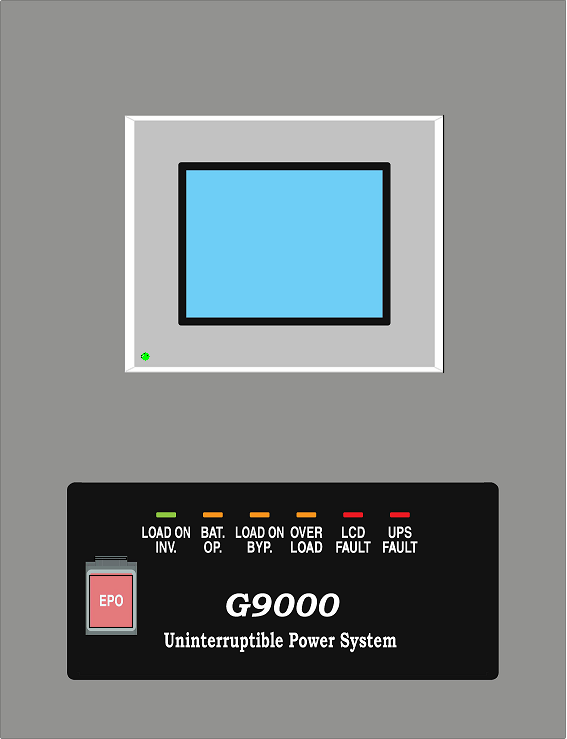 LOAD ON INV.
BAT. OP.
LOAD ON BYP.
OVER LOAD
LCD FAULT
UPS FAULT
EPO
G9000
Uninterruptible Power System